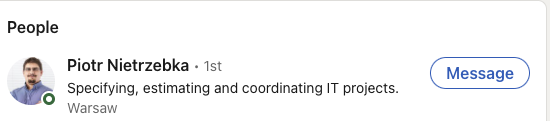 People
Piotr Nietrzebka • 1st
Message
Specifying, estimating and coordinating IT projects.
Warsaw